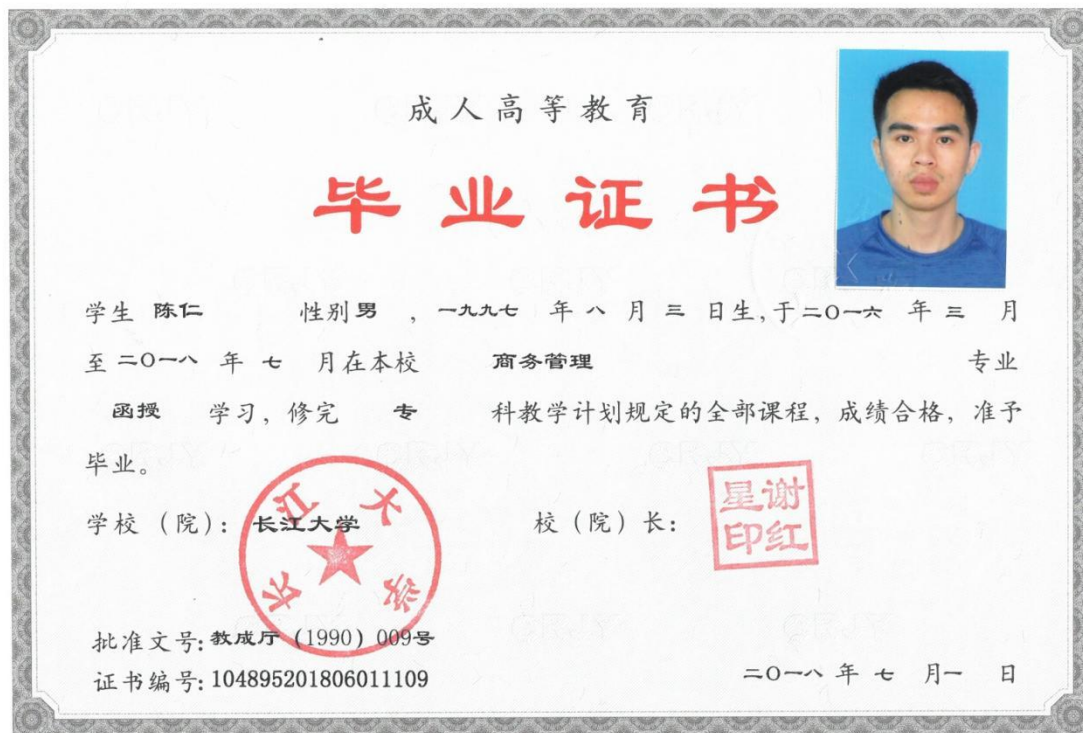 成人高等教育
毕业证书
学生 陈仁 性别 男 , 一九九七 年 八 月 三 日生, 于二〇一六 年 三 月
至 二〇一八 年 七 月在本校 商务管理 专业
函授 学习, 修完 专 科教学计划规定的全部课程, 成绩合格, 准予
毕业。
学校 (院): 长江大学 校 (院) 长:
长江大学
谢红星印
批准文号: 教成厅 (1990) 009号
证书编号: 104895201806011109
二〇一八 年 七 月一 日